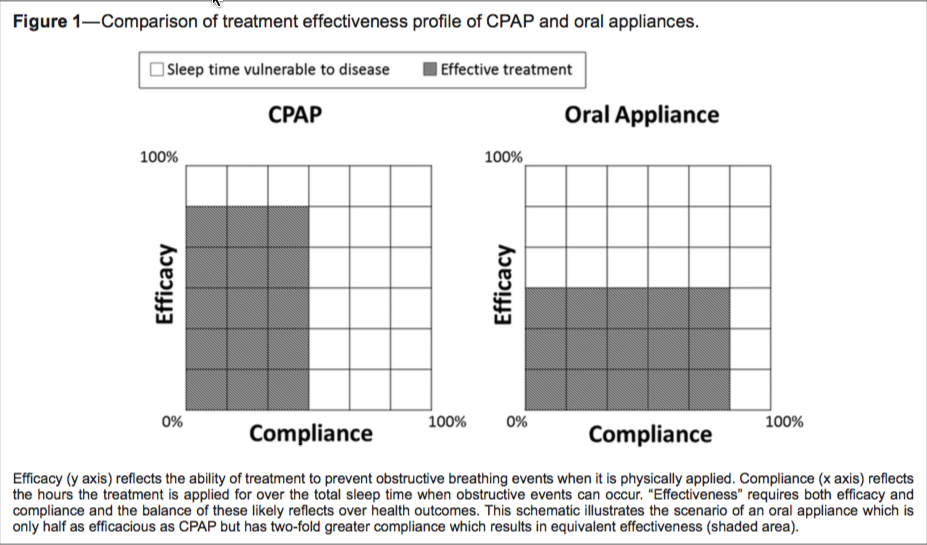 Figure 1—Comparison of treatment effectiveness profile of CPAP and oral appliances.
Sleep time vulnerable to disease Effective treatment
CPAP
Oral Appliance
100%
100%
Efficacy
Efficacy
0%
100%
0%
100%
Compliance
Compliance
Efficacy (y axis) reflects the ability of treatment to prevent obstructive breathing events when it is physically applied. Compliance (x axis) reflects
the hours the treatment is applied for over the total sleep time when obstructive events can occur. “Effectiveness” requires both efficacy and
compliance and the balance of these likely reflects over health outcomes. This schematic illustrates the scenario of an oral appliance which is
only half as efficacious as CPAP but has two-fold greater compliance which results in equivalent effectiveness (shaded area).